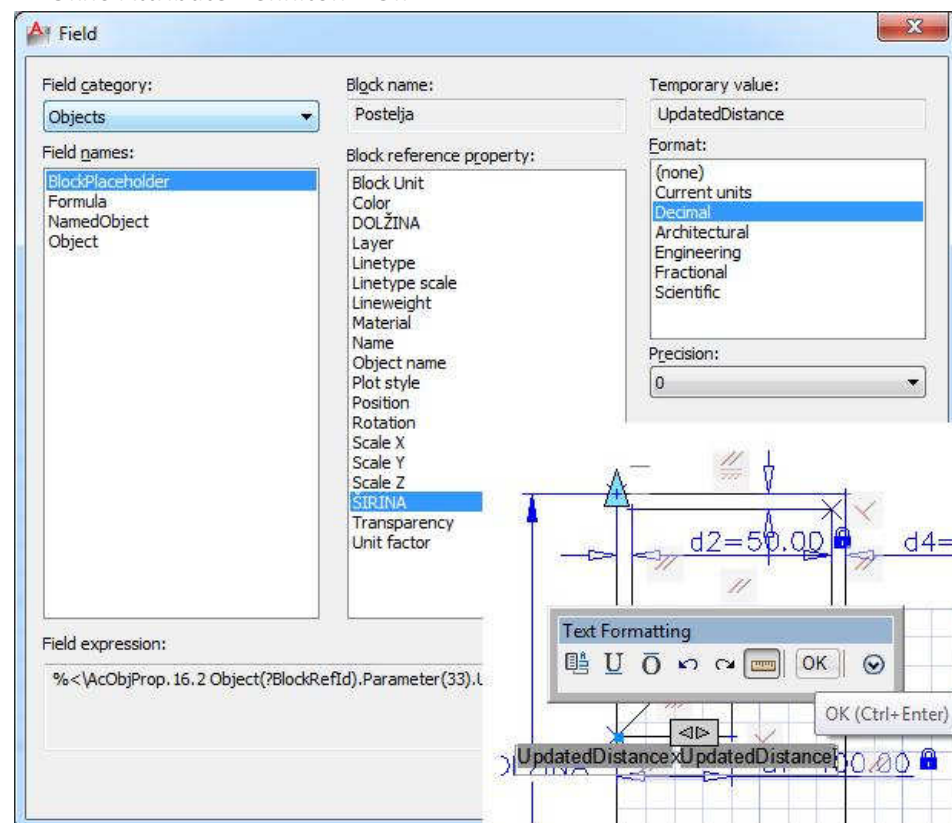 Field
Field category:
Objects
Field names:
BlockPlaceholder
Formula
NamedObject
Object
Block name:
Postelja
Block reference property:
Block Unit
Color
DOLŽINA
Layer
Linetype
Linetype scale
Lineweight
Material
Name
Object name
Plot style
Position
Rotation
Scale X
Scale Y
Scale Z
ŠIRINA
Transparency
Unit factor
Temporary value:
UpdatedDistance
Format:
(none)
Current units
Decimal
Architectural
Engineering
Fractional
Scientific
Precision:
0
Field expression:
%<\AcObjProp.16.2 Object(?BlockRefId).Parameter(33).U
d2=50.00
d4=
Text Formatting
OK
OK (Ctrl+Enter)
UpdatedDistancexUpdatedDistance